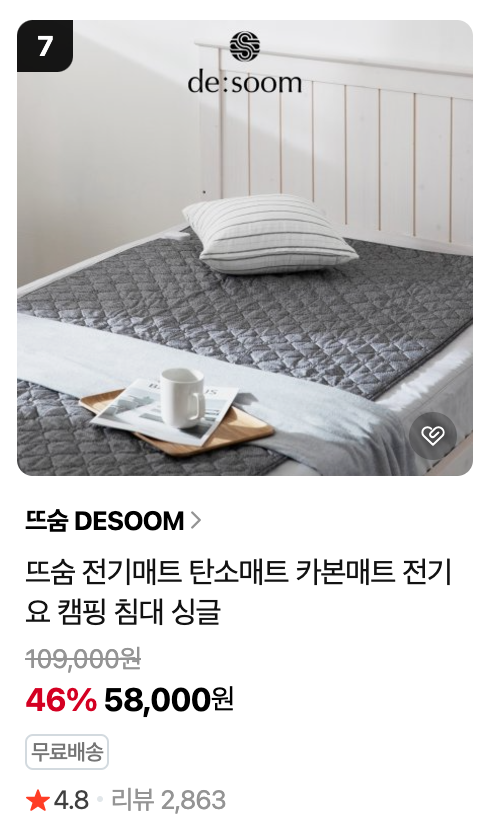 7
de:soom
뜨숨 DESOOM
뜨숨 전기매트 탄소매트 카본매트 전기
요 캠핑 침대 싱글
109,000원
46% 58,000원
무료배송
4.8 • 리뷰 2,863